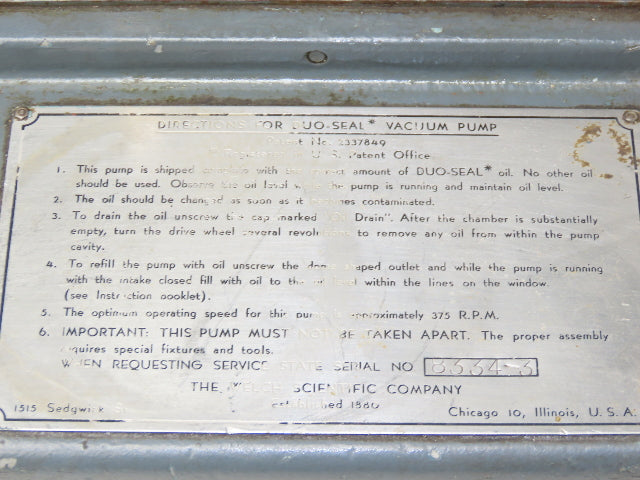 DIRECTIONS FOR DUO-SEAL* VACUUM PUMP
Patent No. 2337849
Registered in U. S. Patent Office
1. This pump is shipped complete with the correct amount of DUO-SEAL* oil. No other oil
should be used. Observe the oil level while the pump is running and maintain oil level.
2. The oil should be changed as soon as it becomes contaminated.
3. To drain the oil unscrew the cap marked "Oil Drain". After the chamber is substantially
empty, turn the drive wheel several revolutions to remove any oil from within the pump
cavity.
4. To refill the pump with oil unscrew the shaped outlet and while the pump is running
with the intake closed fill with oil to the level within the lines on the window.
(see Instruction booklet).
5. The optimum operating speed for this pump is approximately 375 R.P.M.
6. IMPORTANT: THIS PUMP MUST NOT BE TAKEN APART. The proper assembly
requires special fixtures and tools.
WHEN REQUESTING SERVICE STATE SERIAL NO 8334-3
THE WELCH SCIENTIFIC COMPANY
established 1880
1515 Sedgwick S
Chicago 10, Illinois, U. S. A.